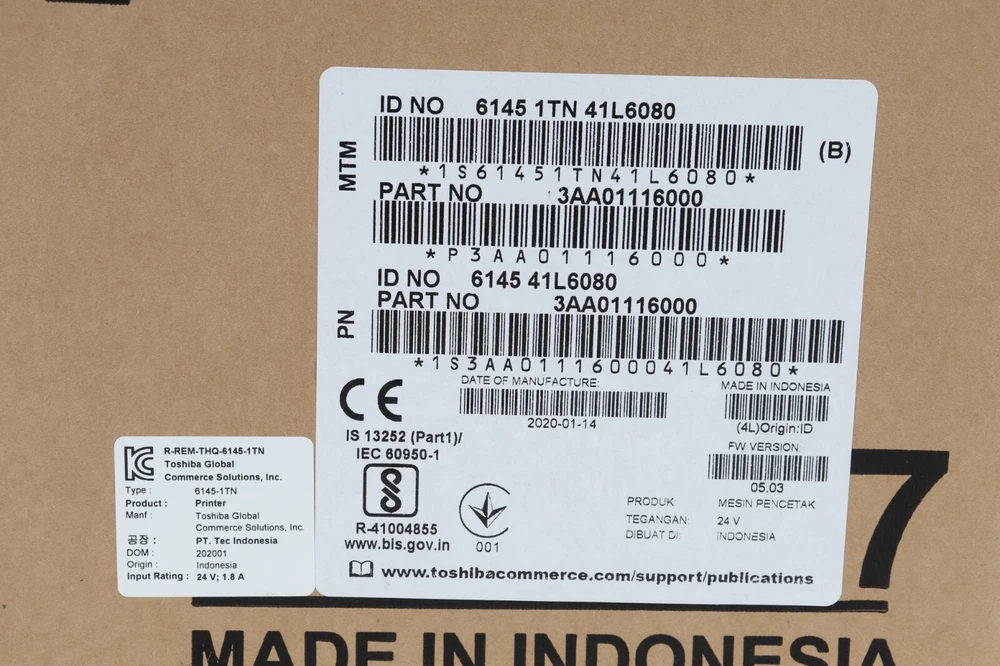 ID NO 6145 1TN 41L6080
(B)
MTM
*1S61451TN41L6080*
PART NO 3AA01116000
*P3AA01116000*
ID NO 6145 41L6080
PART NO 3AA01116000
PN
*1S3AA0111600041L6080*
CE
DATE OF MANUFACTURE:
2020-01-14
MADE IN INDONESIA
(4L)Origin:ID
FW VERSION:
05.03
IS 13252 (Part1)/
IEC 60950-1
R-41004855
www.bis.gov.in
001
PRODUK: MESIN PENCETAK
TEGANGAN: 24 V
DIBUAT DI: INDONESIA
www.toshibacommerce.com/support/publications
R-REM-THQ-6145-1TN
Toshiba Global
Commerce Solutions, Inc.
Type : 6145-1TN
Product : Printer
Manf : Toshiba Global
Commerce Solutions, Inc.
공장 : PT. Tec Indonesia
DOM : 202001
Origin : Indonesia
Input Rating : 24 V; 1.8 A
7
MADE IN INDONESIA